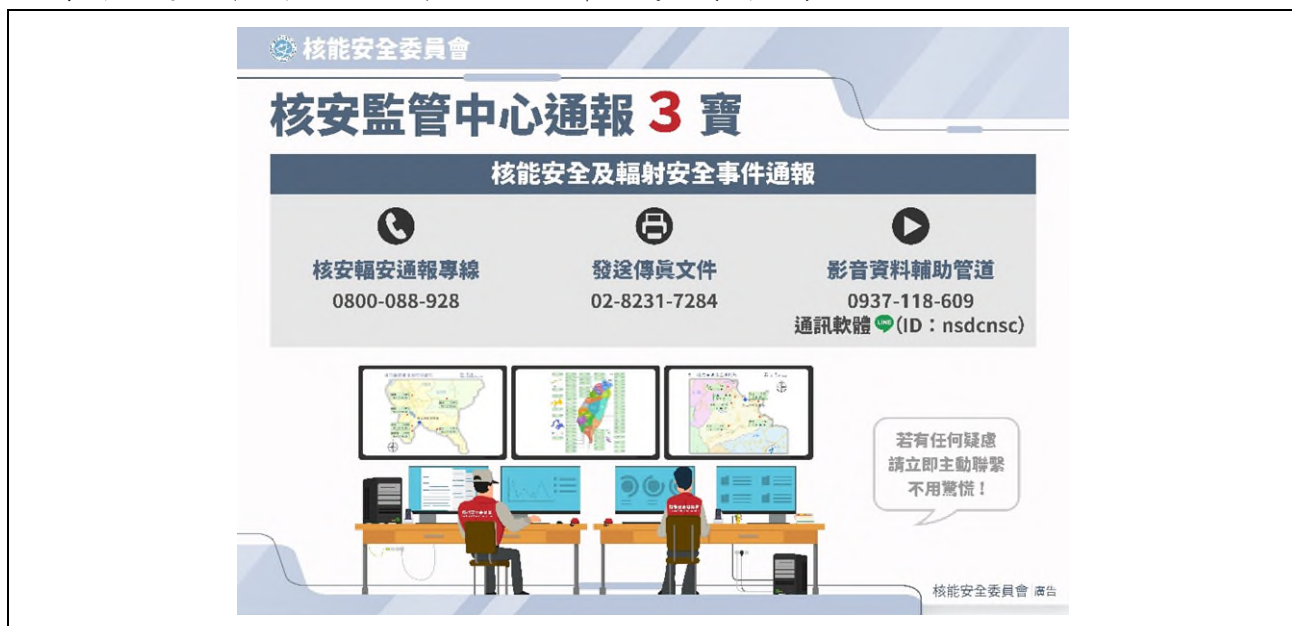 核能安全委員會
核安監管中心通報 3 寶
核能安全及輻射安全事件通報
核安輻安通報專線
0800-088-928
發送傳真文件
02-8231-7284
影音資料輔助管道
0937-118-609
通訊軟體 LINE (ID：nsdcnsc)
若有任何疑慮
請立即主動聯繫
不用驚慌！
核能安全委員會 廣告